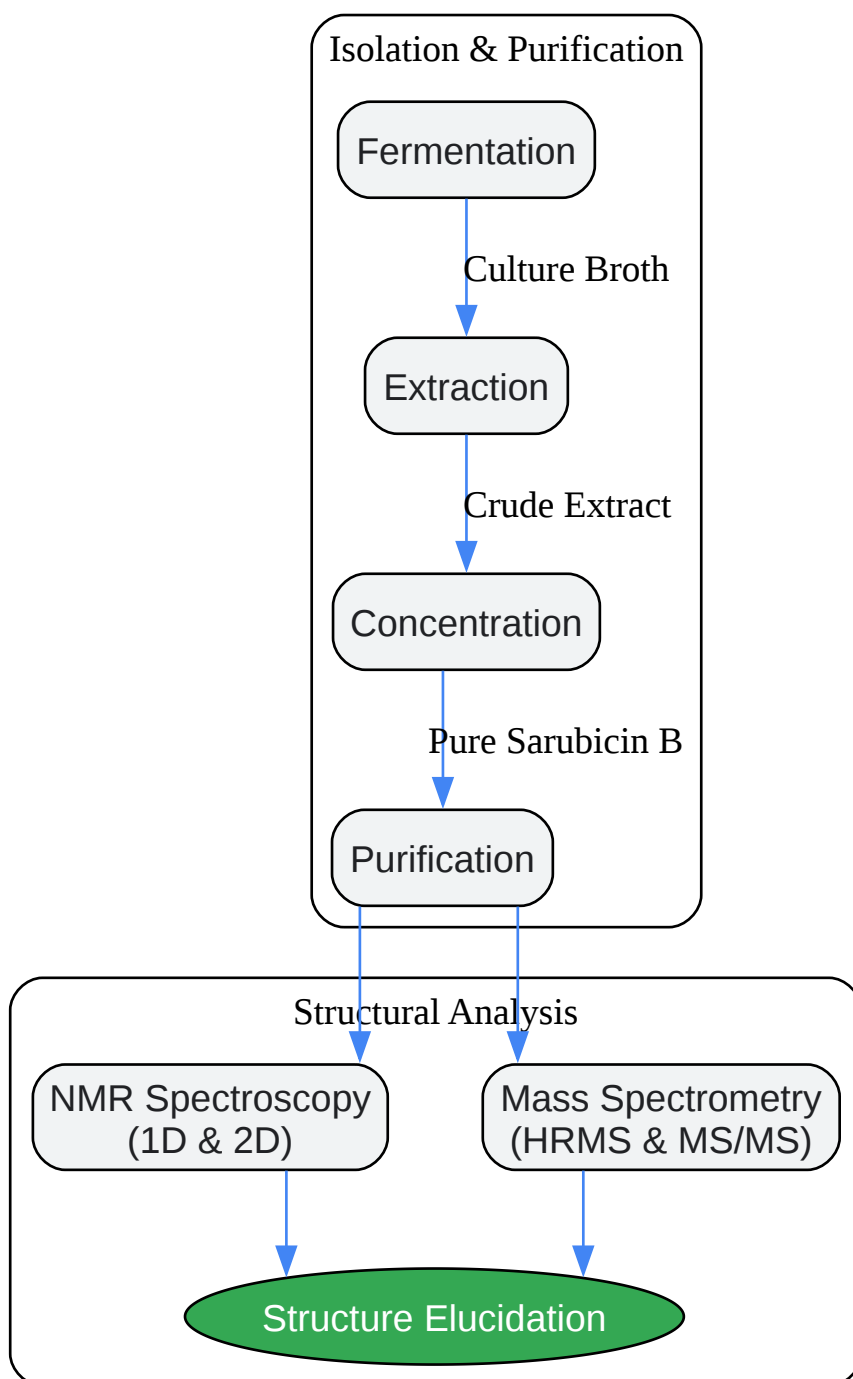 Isolation & Purification
Fermentation
Culture Broth
Extraction
Crude Extract
Concentration
Pure Sarubicin B
Purification
Structural Analysis
NMR Spectroscopy
(1D & 2D)
Mass Spectrometry
(HRMS & MS/MS)
Structure Elucidation